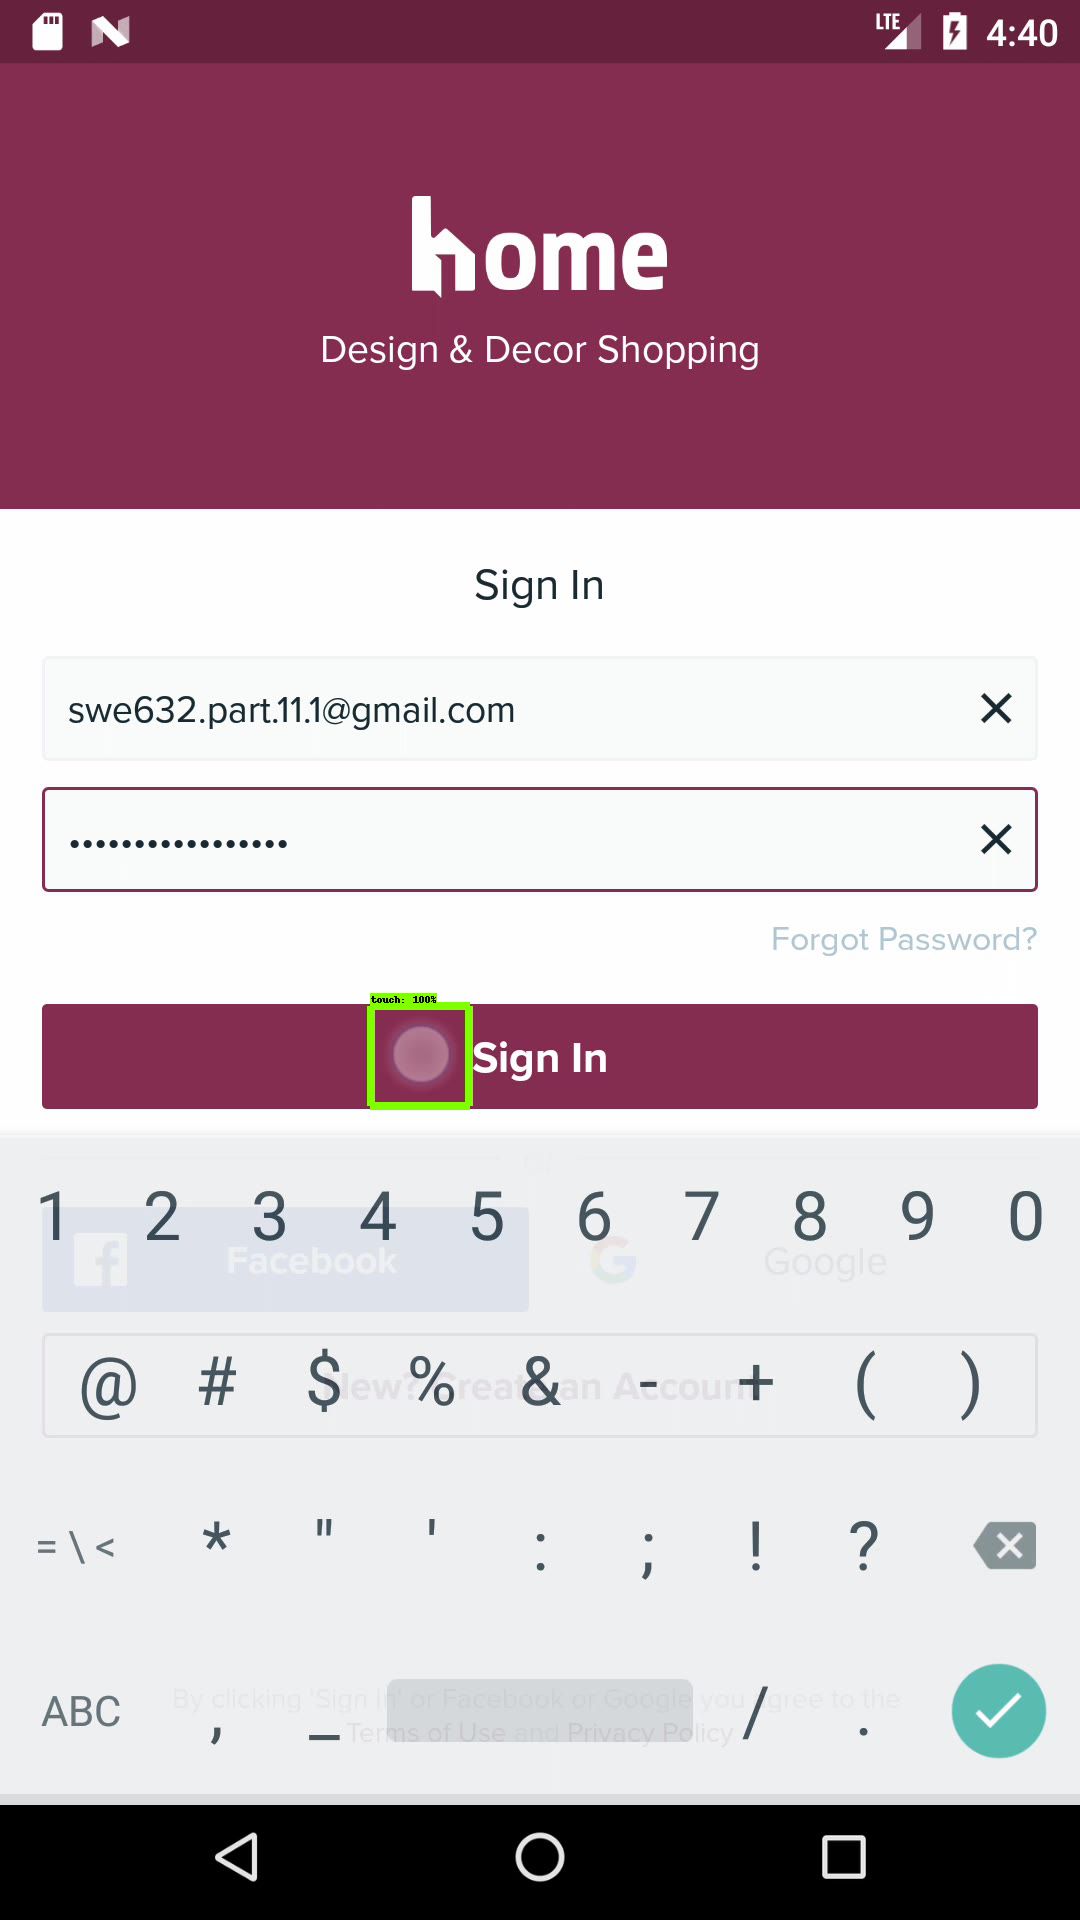 LTE 4:40
home
Design & Decor Shopping
Sign In
swe632.part.11.1@gmail.com
•••••••••••••••••
Forgot Password?
touch: 100%
Sign In
or
1 2 3 4 5 6 7 8 9 0
Facebook
Google
@ # $ % & - + ( )
New? Create an Account
= \ < * " ' : ; ! ?
ABC , _ / .
By clicking 'Sign In' or Facebook or Google you agree to the
Terms of Use and Privacy Policy